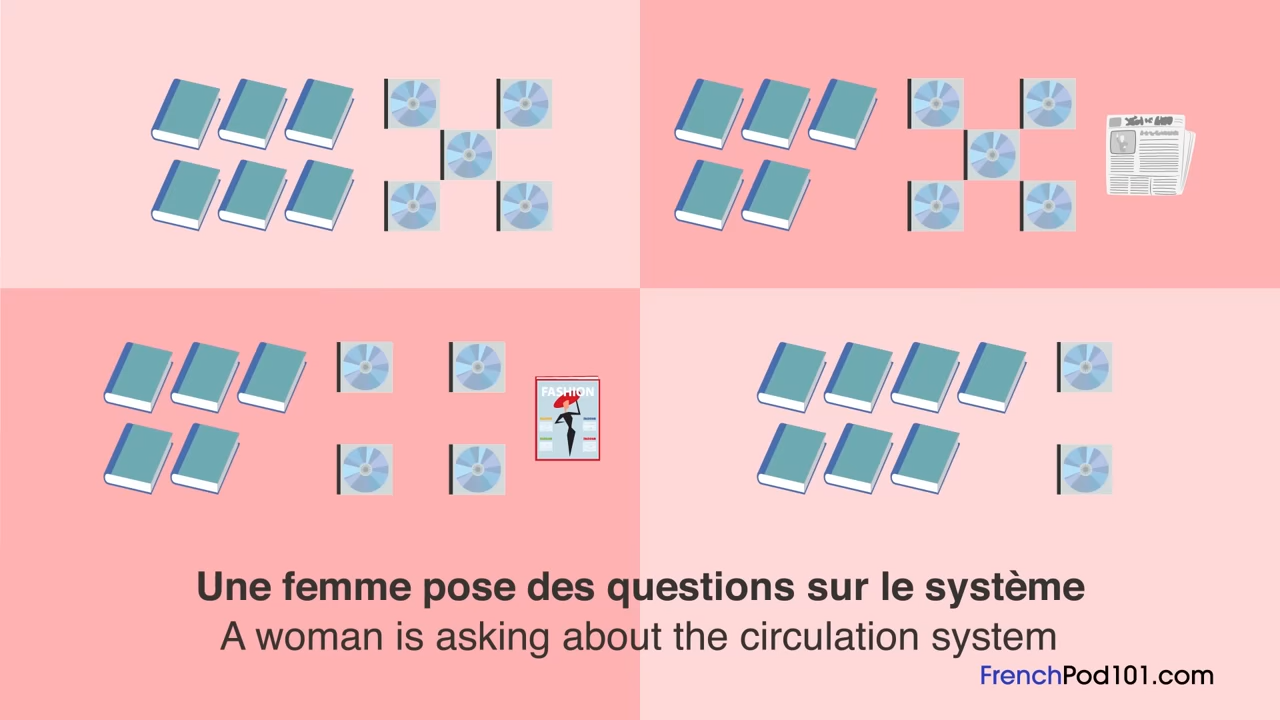 FASHION
Une femme pose des questions sur le système
A woman is asking about the circulation system
FrenchPod101.com